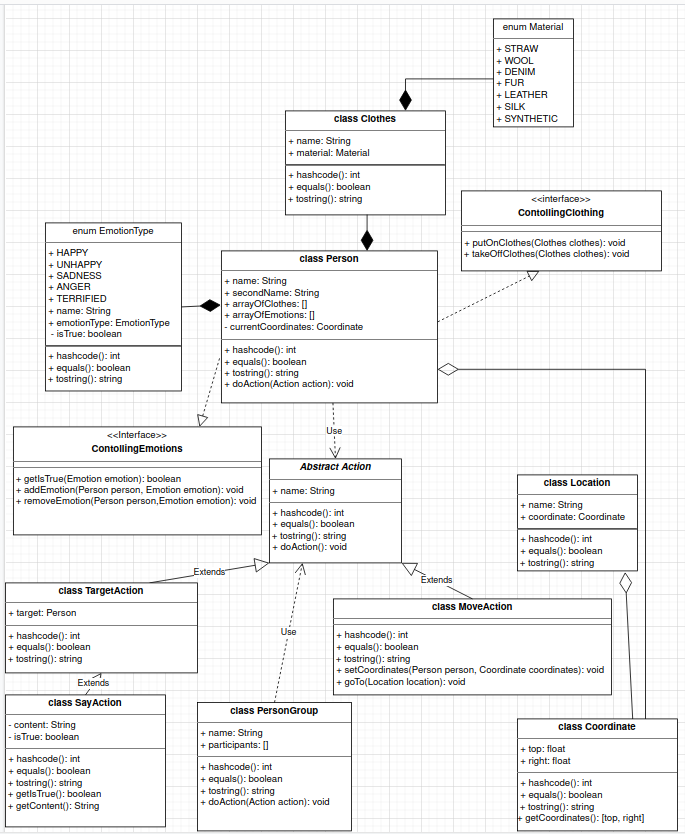 enum Material
+ STRAW
+ WOOL
+ DENIM
+ FUR
+ LEATHER
+ SILK
+ SYNTHETIC
class Clothes
+ name: String
+ material: Material
+ hashcode(): int
+ equals(): boolean
+ tostring(): string
<<interface>>
ContollingClothing
+ putOnClothes(Clothes clothes): void
+ takeOffClothes(Clothes clothes): void
enum EmotionType
+ HAPPY
+ UNHAPPY
+ SADNESS
+ ANGER
+ TERRIFIED
+ name: String
+ emotionType: EmotionType
- isTrue: boolean
+ hashcode(): int
+ equals(): boolean
+ tostring(): string
class Person
+ name: String
+ secondName: String
+ arrayOfClothes: []
+ arrayOfEmotions: []
- currentCoordinates: Coordinate
+ hashcode(): int
+ equals(): boolean
+ tostring(): string
+ doAction(Action action): void
<<Interface>>
ContollingEmotions
+ getIsTrue(Emotion emotion): boolean
+ addEmotion(Person person, Emotion emotion): void
+ removeEmotion(Person person,Emotion emotion): void
Use
Abstract Action
+ name: String
+ hashcode(): int
+ equals(): boolean
+ tostring(): string
+ doAction(): void
class Location
+ name: String
+ coordinate: Coordinate
+ hashcode(): int
+ equals(): boolean
+ tostring(): string
Extends
Extends
class TargetAction
+ target: Person
+ hashcode(): int
+ equals(): boolean
+ tostring(): string
Use
class MoveAction
+ hashcode(): int
+ equals(): boolean
+ tostring(): string
+ setCoordinates(Person person, Coordinate coordinates): void
+ goTo(Location location): void
Extends
class SayAction
- content: String
- isTrue: boolean
+ hashcode(): int
+ equals(): boolean
+ tostring(): string
+ getIsTrue(): boolean
+ getContent(): String
class PersonGroup
+ name: String
+ participants: []
+ hashcode(): int
+ equals(): boolean
+ tostring(): string
+ doAction(Action action): void
class Coordinate
+ top: float
+ right: float
+ hashcode(): int
+ equals(): boolean
+ tostring(): string
+ getCoordinates(): [top, right]